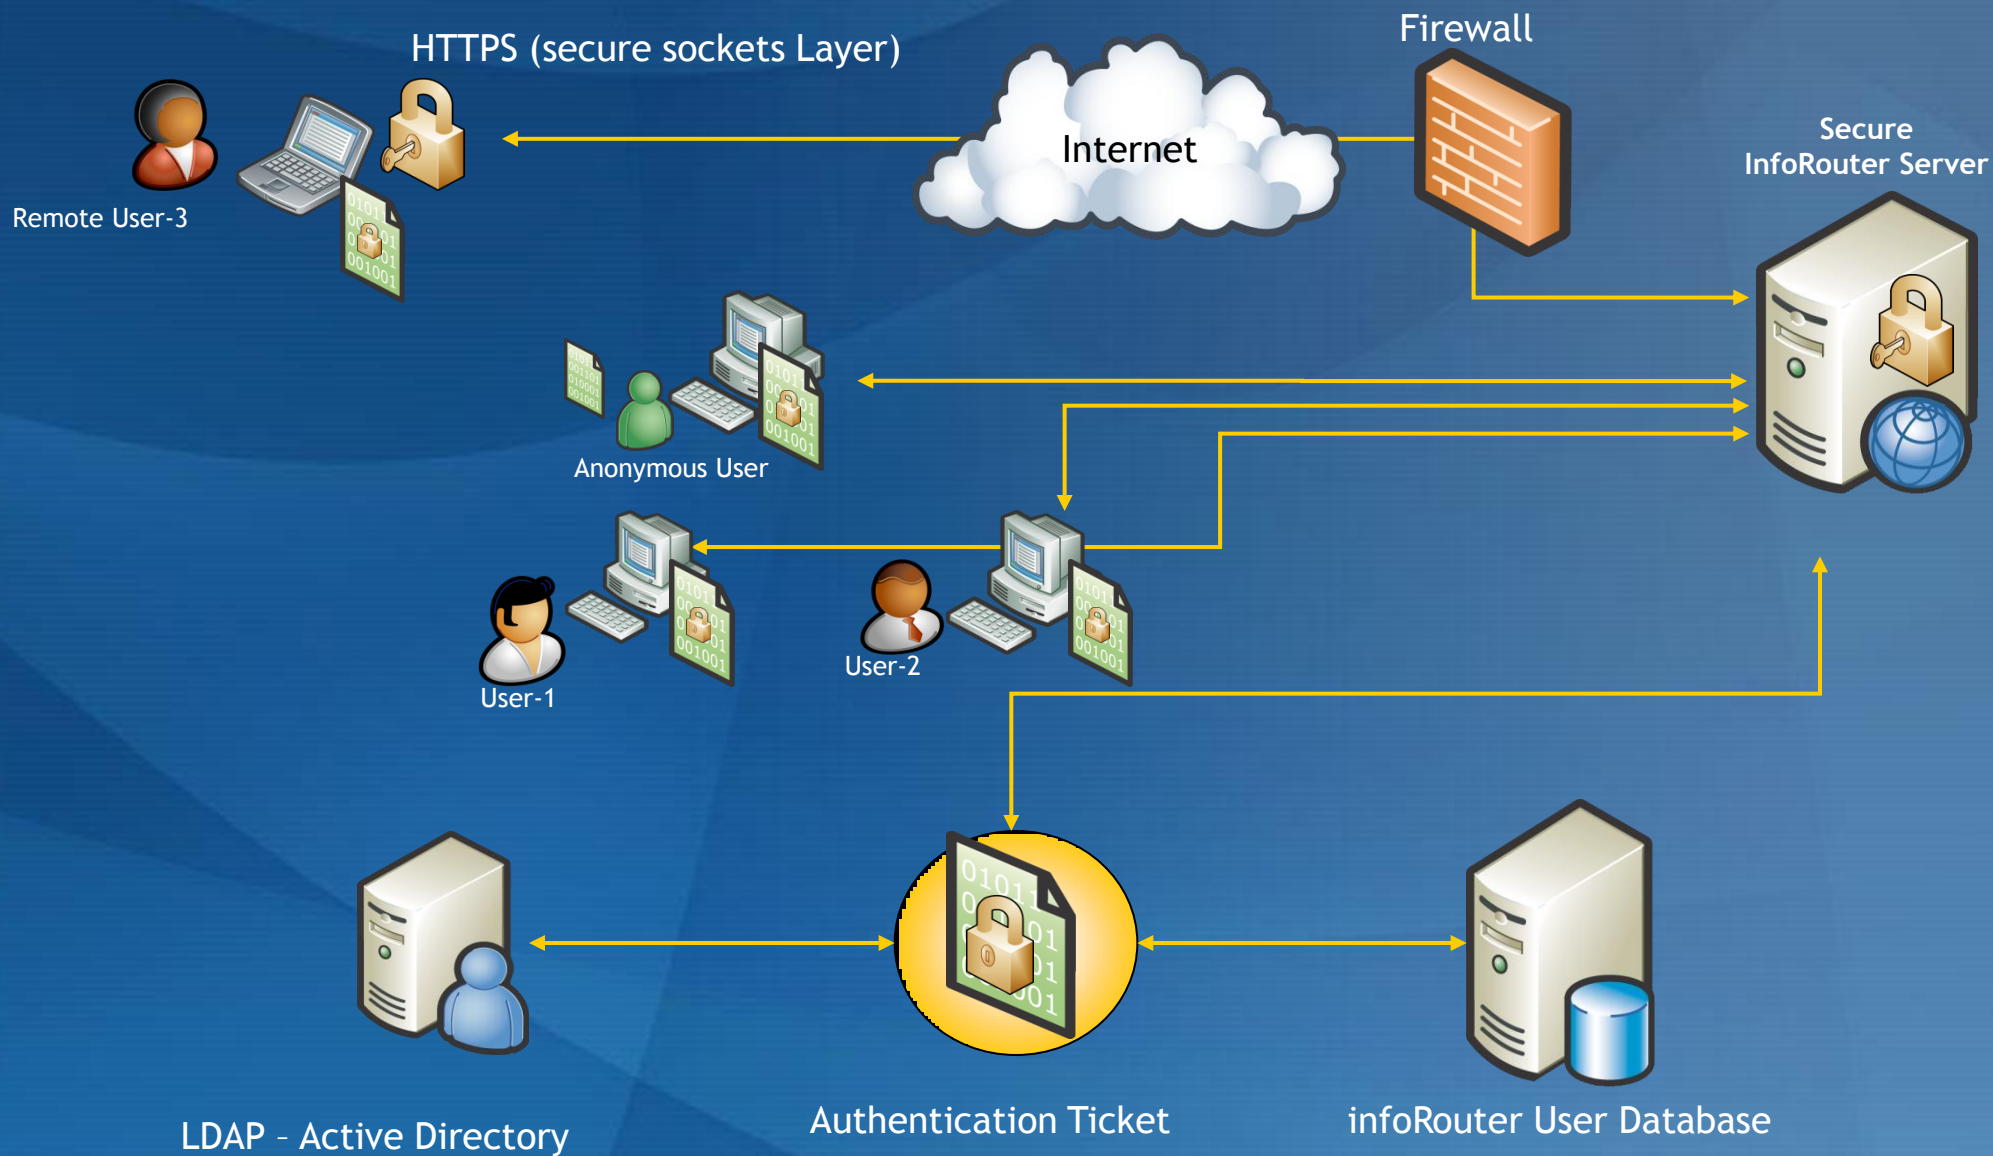 Firewall
HTTPS (secure sockets Layer)
Internet
Secure
InfoRouter Server
Remote User-3
Anonymous User
User-1
User-2
LDAP – Active Directory
Authentication Ticket
infoRouter User Database